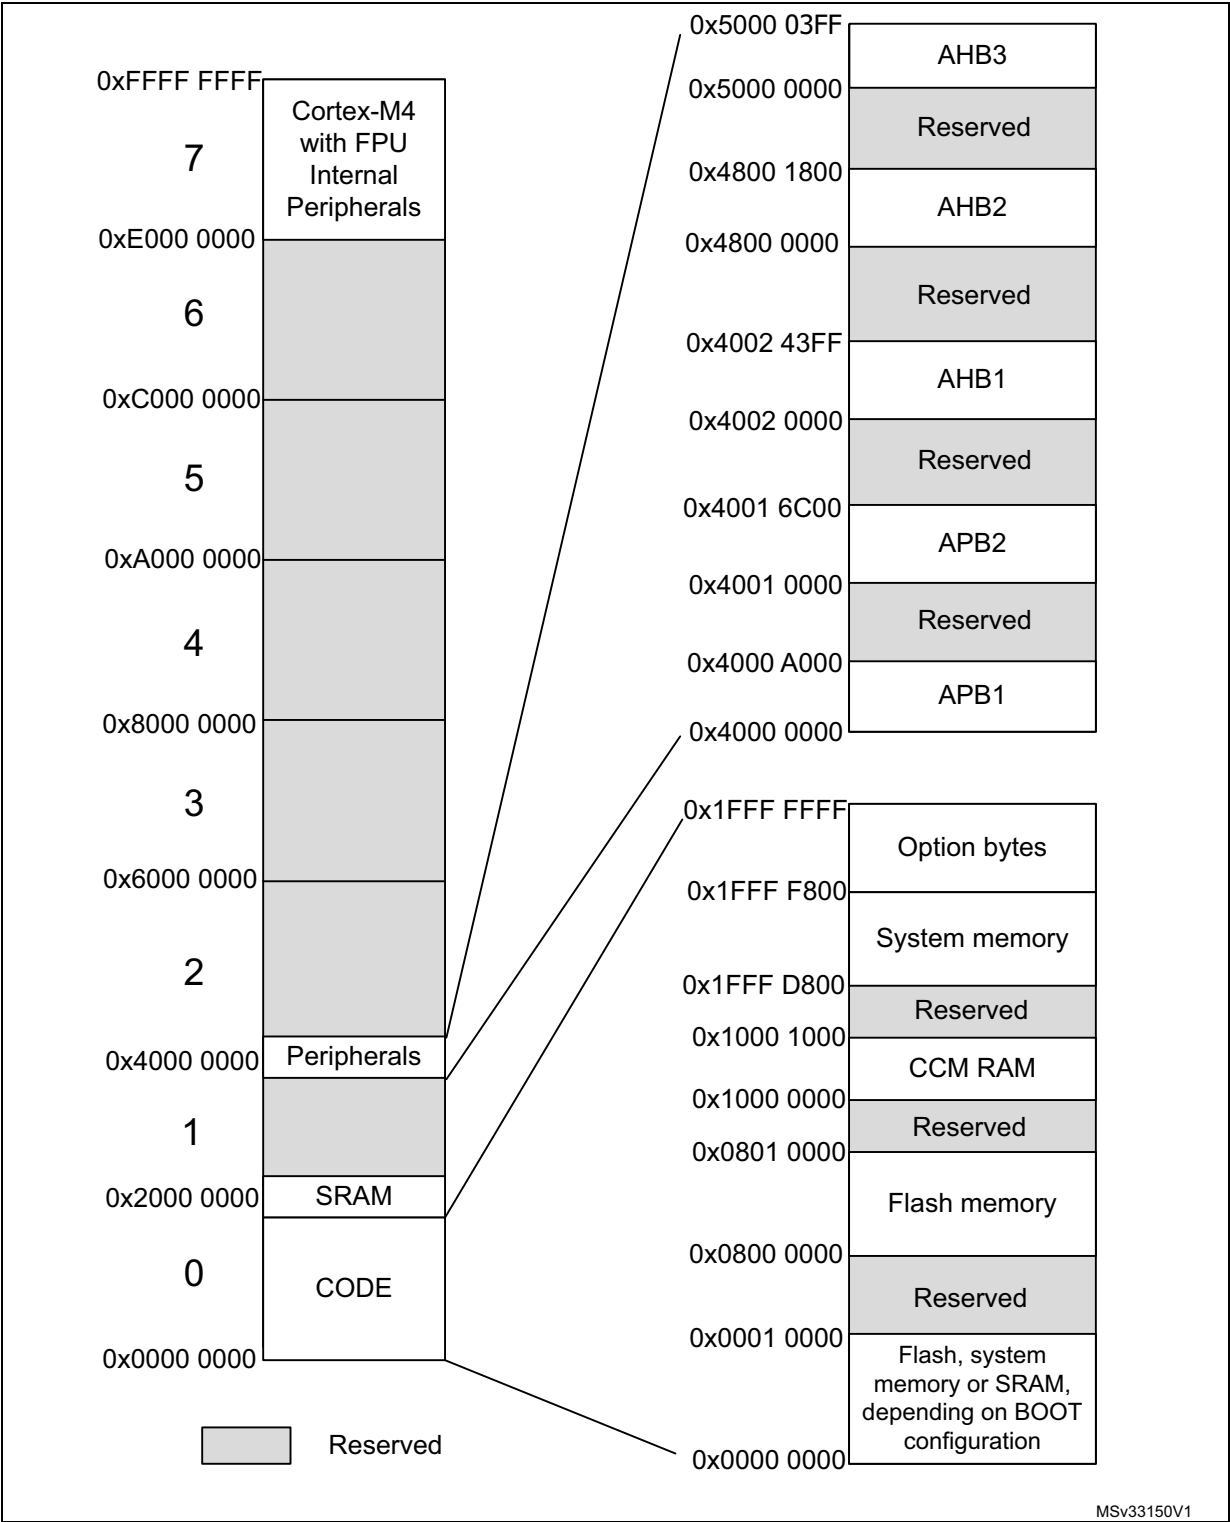 0xFFFF FFFF
Cortex-M4
with FPU
Internal
Peripherals
7
0xE000 0000
6
0xC000 0000
5
0xA000 0000
4
0x8000 0000
3
0x6000 0000
2
0x4000 0000
Peripherals
1
0x2000 0000
SRAM
0
CODE
0x0000 0000
Reserved
0x5000 03FF
AHB3
0x5000 0000
Reserved
0x4800 1800
AHB2
0x4800 0000
Reserved
0x4002 43FF
AHB1
0x4002 0000
Reserved
0x4001 6C00
APB2
0x4001 0000
Reserved
0x4000 A000
APB1
0x4000 0000
0x1FFF FFFF
Option bytes
0x1FFF F800
System memory
0x1FFF D800
Reserved
0x1000 1000
CCM RAM
0x1000 0000
Reserved
0x0801 0000
Flash memory
0x0800 0000
Reserved
0x0001 0000
Flash, system
memory or SRAM,
depending on BOOT
configuration
0x0000 0000
MSv33150V1